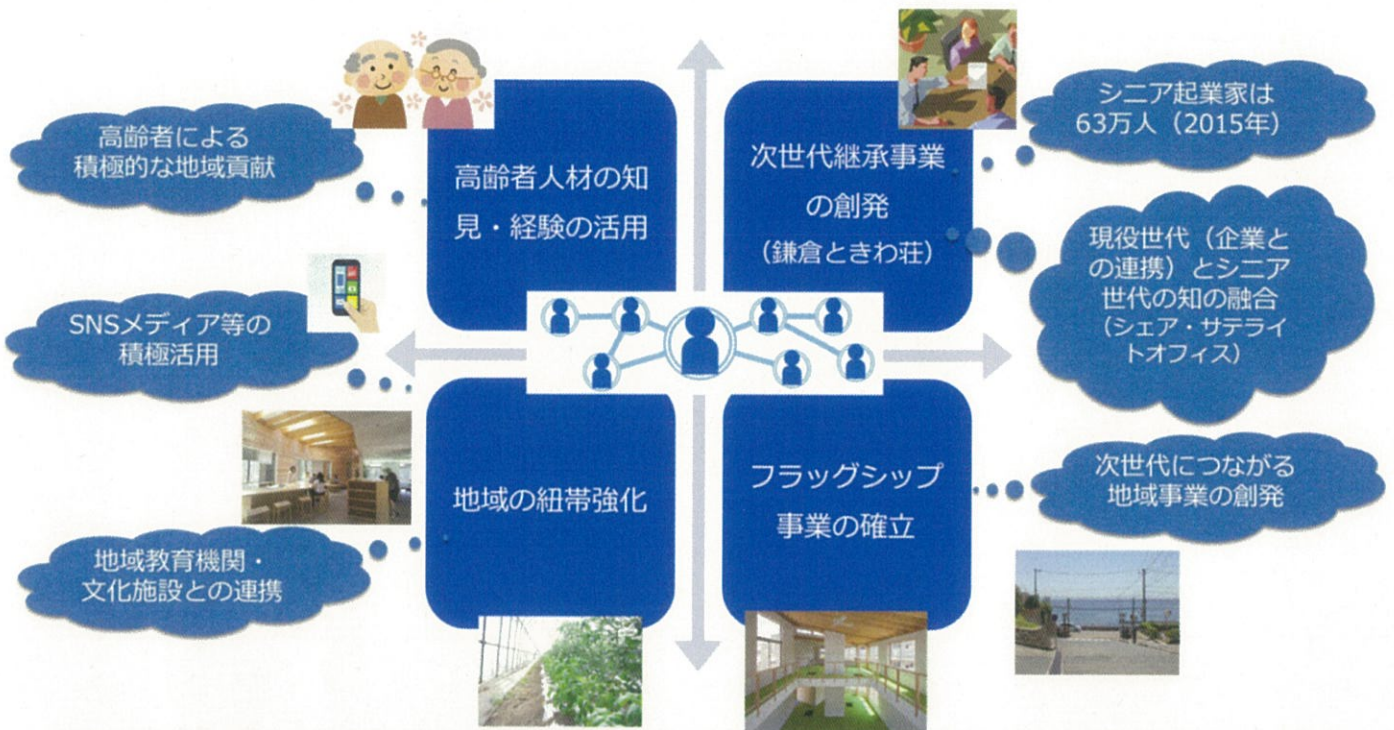 高齢者による
積極的な地域貢献
高齢者人材の知
見・経験の活用
次世代継承事業
の創発
（鎌倉ときわ荘）
シニア起業家は
63万人（2015年）
現役世代（企業と
の連携）とシニア
世代の知の融合
（シェア・サテライ
トオフィス）
SNSメディア等の
積極活用
地域の紐帯強化
フラッグシップ
事業の確立
次世代につながる
地域事業の創発
地域教育機関・
文化施設との連携